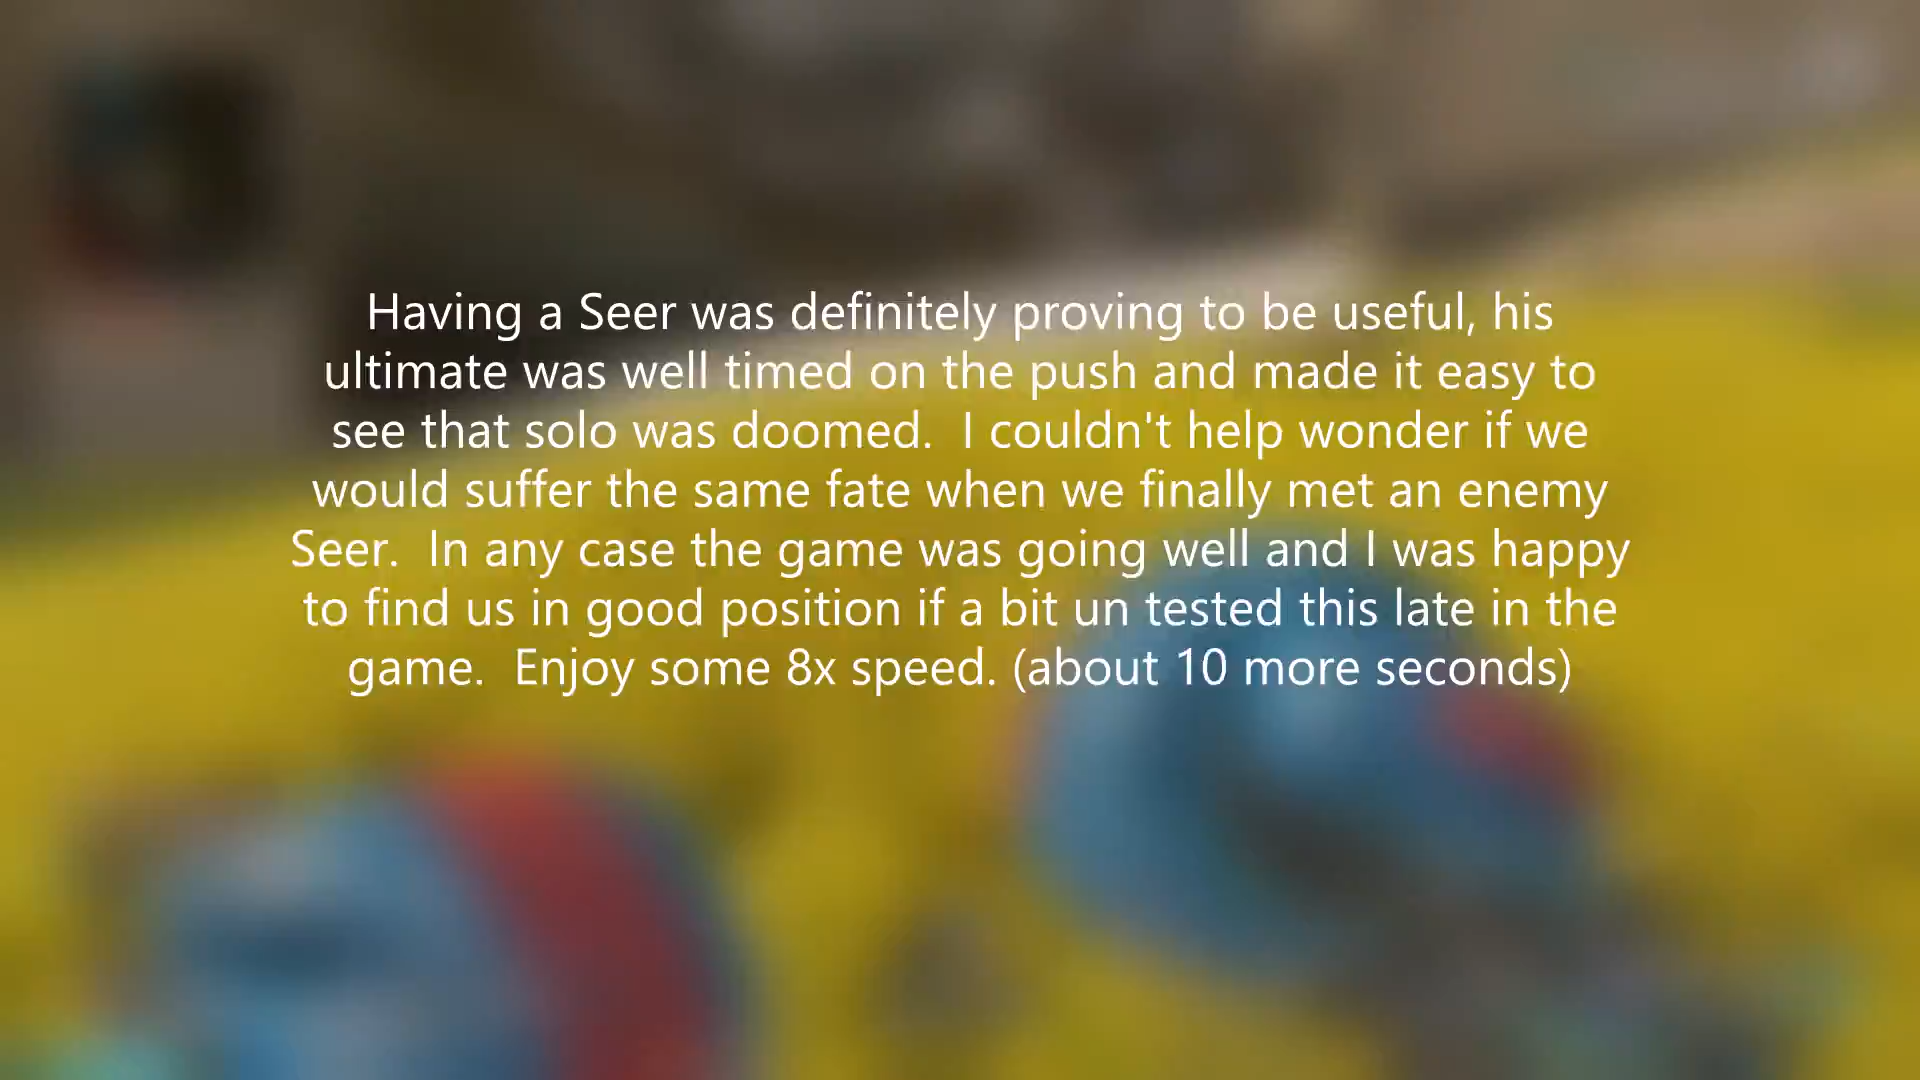 Having a Seer was definitely proving to be useful, his
ultimate was well timed on the push and made it easy to
see that solo was doomed.  I couldn't help wonder if we
would suffer the same fate when we finally met an enemy
Seer.  In any case the game was going well and I was happy
to find us in good position if a bit un tested this late in the
game.  Enjoy some 8x speed. (about 10 more seconds)